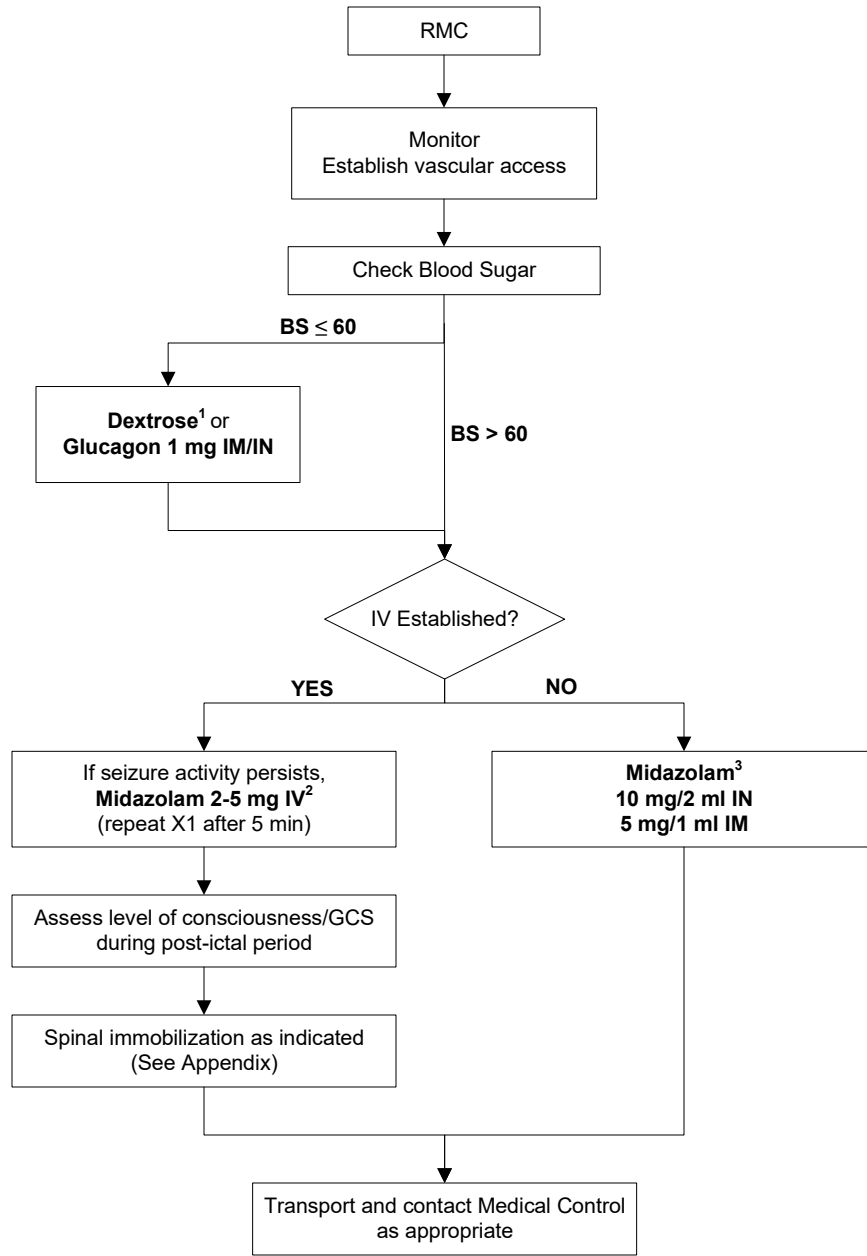 RMC
Monitor
Establish vascular access
Check Blood Sugar
BS ≤ 60
Dextrose¹ or
Glucagon 1 mg IM/IN
BS > 60
IV Established?
YES
NO
If seizure activity persists,
Midazolam 2-5 mg IV²
(repeat X1 after 5 min)
Midazolam³
10 mg/2 ml IN
5 mg/1 ml IM
Assess level of consciousness/GCS
during post-ictal period
Spinal immobilization as indicated
(See Appendix)
Transport and contact Medical Control
as appropriate